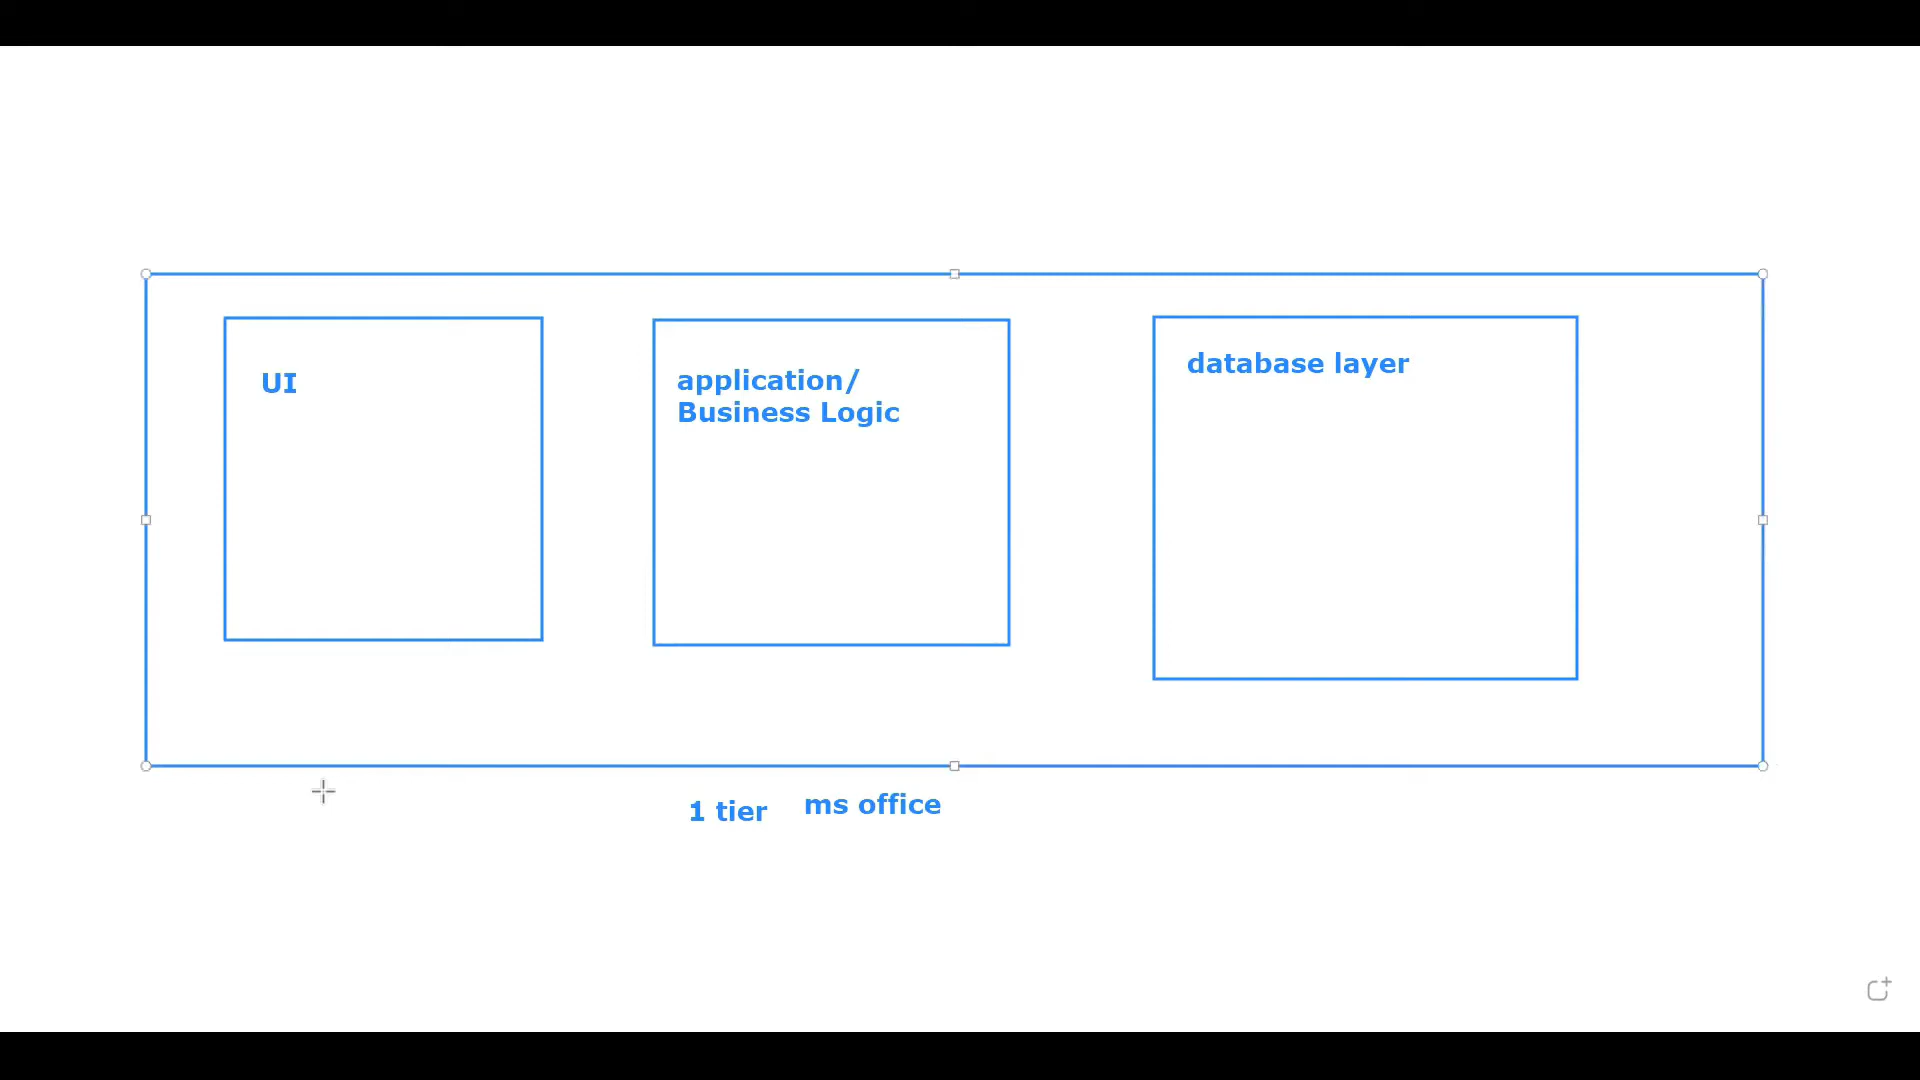 UI
application/
Business Logic
database layer
1 tier
ms office